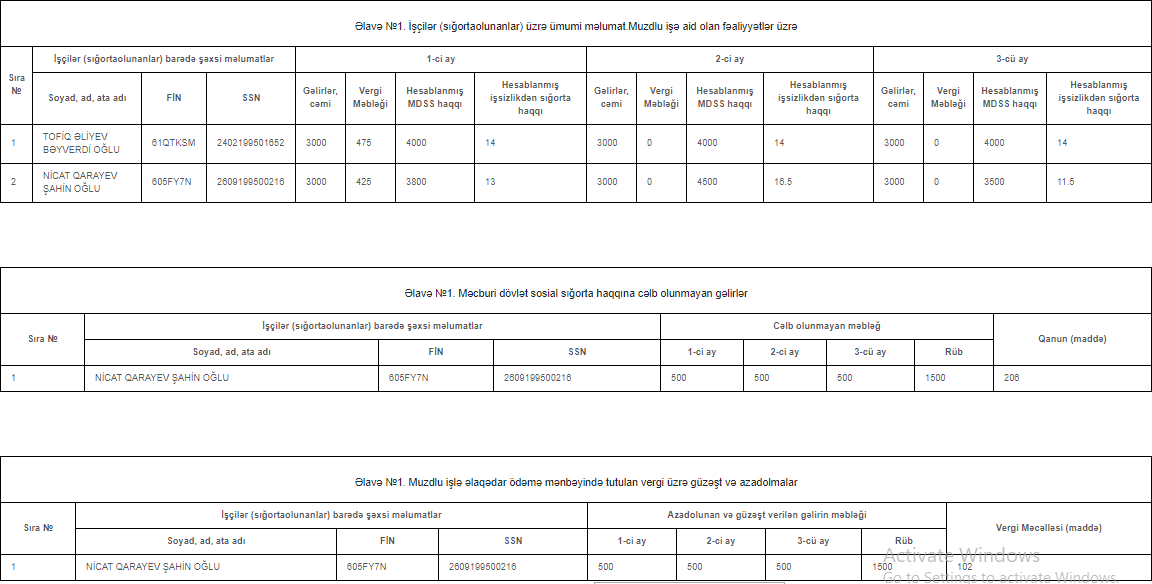 Əlavə №1. İşçilər (sığortaolunanlar) üzrə ümumi məlumat.Muzdlu işə aid olan fəaliyyətlər üzrə
Sıra №
İşçilər (sığortaolunanlar) barədə şəxsi məlumatlar
1-ci ay
2-ci ay
3-cü ay
Soyad, ad, ata adı
FİN
SSN
Gəlirlər, cəmi
Vergi Məbləği
Hesablanmış MDSS haqqı
Hesablanmış işsizlikdən sığorta haqqı
Gəlirlər, cəmi
Vergi Məbləği
Hesablanmış MDSS haqqı
Hesablanmış işsizlikdən sığorta haqqı
Gəlirlər, cəmi
Vergi Məbləği
Hesablanmış MDSS haqqı
Hesablanmış işsizlikdən sığorta haqqı
1 TOFİQ ƏLİYEV BƏYVERDİ OĞLU 61QTKSM 2402199501652 3000 475 4000 14 3000 0 4000 14 3000 0 4000 14
2 NİCAT QARAYEV ŞAHİN OĞLU 605FY7N 2609199500216 3000 425 3800 13 3000 0 4500 16.5 3000 0 3500 11.5
Əlavə №1. Məcburi dövlət sosial sığorta haqqına cəlb olunmayan gəlirlər
Sıra №
İşçilər (sığortaolunanlar) barədə şəxsi məlumatlar
Cəlb olunmayan məbləğ
Qanun (maddə)
Soyad, ad, ata adı
FİN
SSN
1-ci ay
2-ci ay
3-cü ay
Rüb
1 NİCAT QARAYEV ŞAHİN OĞLU 605FY7N 2609199500216 500 500 500 1500 206
Əlavə №1. Muzdlu işlə əlaqədar ödəmə mənbəyində tutulan vergi üzrə güzəşt və azadolmalar
Sıra №
İşçilər (sığortaolunanlar) barədə şəxsi məlumatlar
Azadolunan və güzəşt verilən gəlirin məbləği
Vergi Məcəlləsi (maddə)
Soyad, ad, ata adı
FİN
SSN
1-ci ay
2-ci ay
3-cü ay
Rüb
1 NİCAT QARAYEV ŞAHİN OĞLU 605FY7N 2609199500216 500 500 500 1500 102
Activate Windows
Go to Settings to activate Windows.